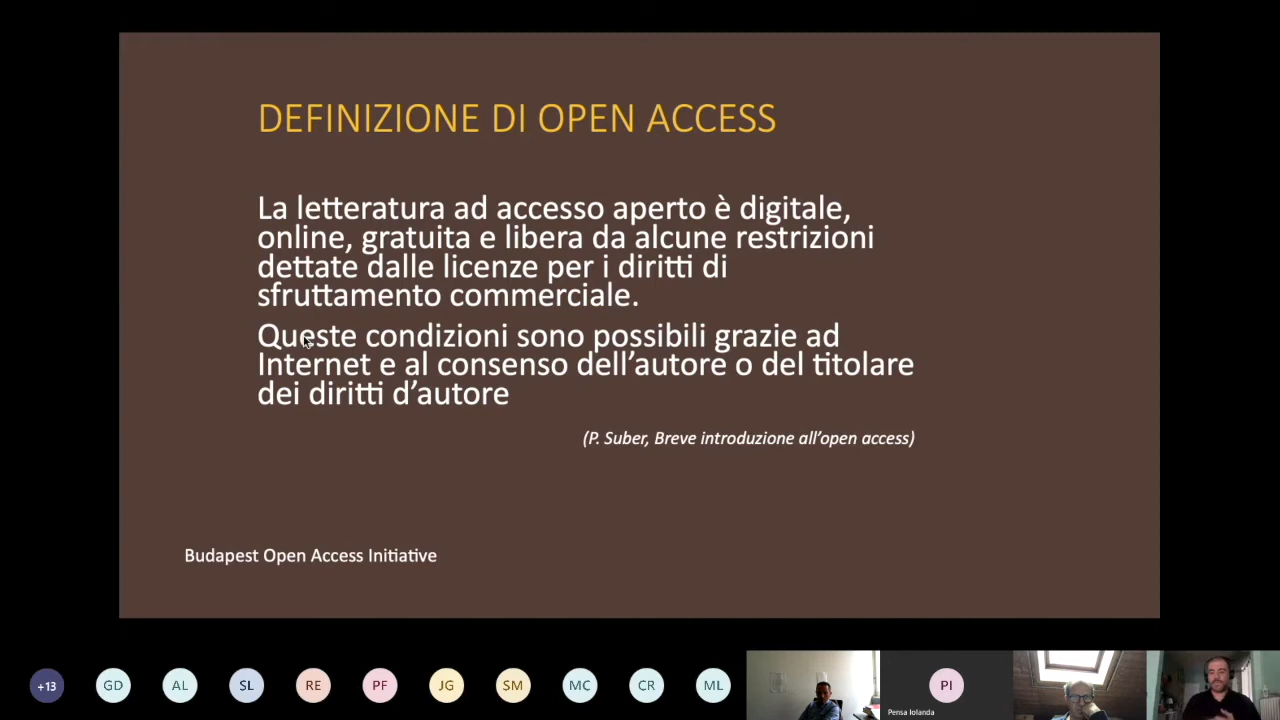 DEFINIZIONE DI OPEN ACCESS
La letteratura ad accesso aperto è digitale,
online, gratuita e libera da alcune restrizioni
dettate dalle licenze per i diritti di
sfruttamento commerciale.
Queste condizioni sono possibili grazie ad
Internet e al consenso dell’autore o del titolare
dei diritti d’autore
(P. Suber, Breve introduzione all’open access)
Budapest Open Access Initiative
+13 GD AL SL RE PF JG SM MC CR ML PI
Pensa Iolanda